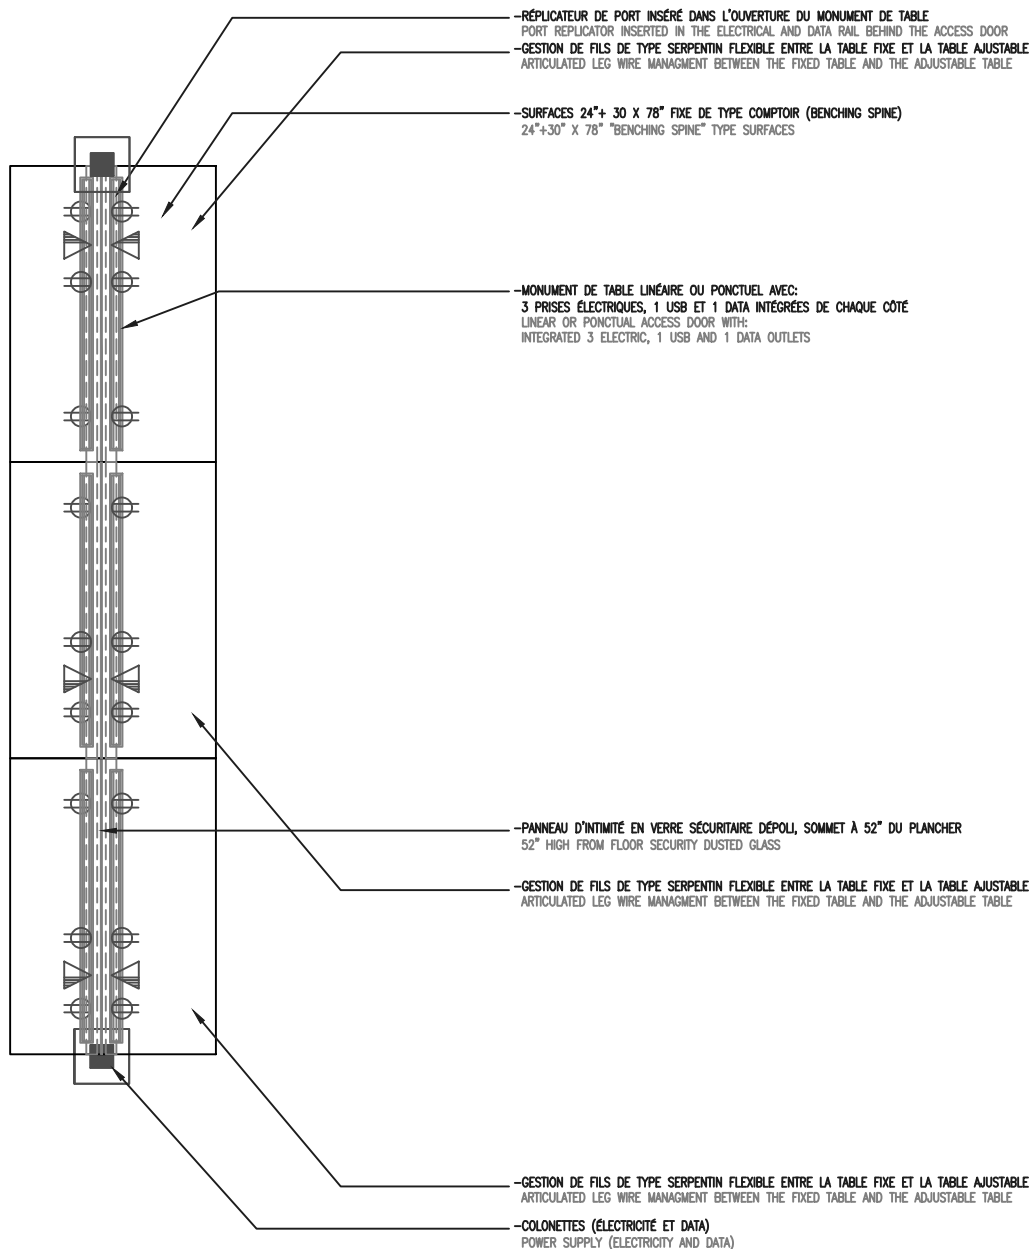 -RÉPLICATEUR DE PORT INSÉRÉ DANS L'OUVERTURE DU MONUMENT DE TABLE
PORT REPLICATOR INSERTED IN THE ELECTRICAL AND DATA RAIL BEHIND THE ACCESS DOOR
-GESTION DE FILS DE TYPE SERPENTIN FLEXIBLE ENTRE LA TABLE FIXE ET LA TABLE AJUSTABLE
ARTICULATED LEG WIRE MANAGMENT BETWEEN THE FIXED TABLE AND THE ADJUSTABLE TABLE
-SURFACES 24"+ 30 X 78" FIXE DE TYPE COMPTOIR (BENCHING SPINE)
24"+30" X 78" "BENCHING SPINE" TYPE SURFACES
-MONUMENT DE TABLE LINÉAIRE OU PONCTUEL AVEC:
3 PRISES ÉLECTRIQUES, 1 USB ET 1 DATA INTÉGRÉES DE CHAQUE CÔTÉ
LINEAR OR PONCTUAL ACCESS DOOR WITH:
INTEGRATED 3 ELECTRIC, 1 USB AND 1 DATA OUTLETS
-PANNEAU D'INTIMITÉ EN VERRE SÉCURITAIRE DÉPOLI, SOMMET À 52" DU PLANCHER
52" HIGH FROM FLOOR SECURITY DUSTED GLASS
-GESTION DE FILS DE TYPE SERPENTIN FLEXIBLE ENTRE LA TABLE FIXE ET LA TABLE AJUSTABLE
ARTICULATED LEG WIRE MANAGMENT BETWEEN THE FIXED TABLE AND THE ADJUSTABLE TABLE
-GESTION DE FILS DE TYPE SERPENTIN FLEXIBLE ENTRE LA TABLE FIXE ET LA TABLE AJUSTABLE
ARTICULATED LEG WIRE MANAGMENT BETWEEN THE FIXED TABLE AND THE ADJUSTABLE TABLE
-COLONETTES (ÉLECTRICITÉ ET DATA)
POWER SUPPLY (ELECTRICITY AND DATA)